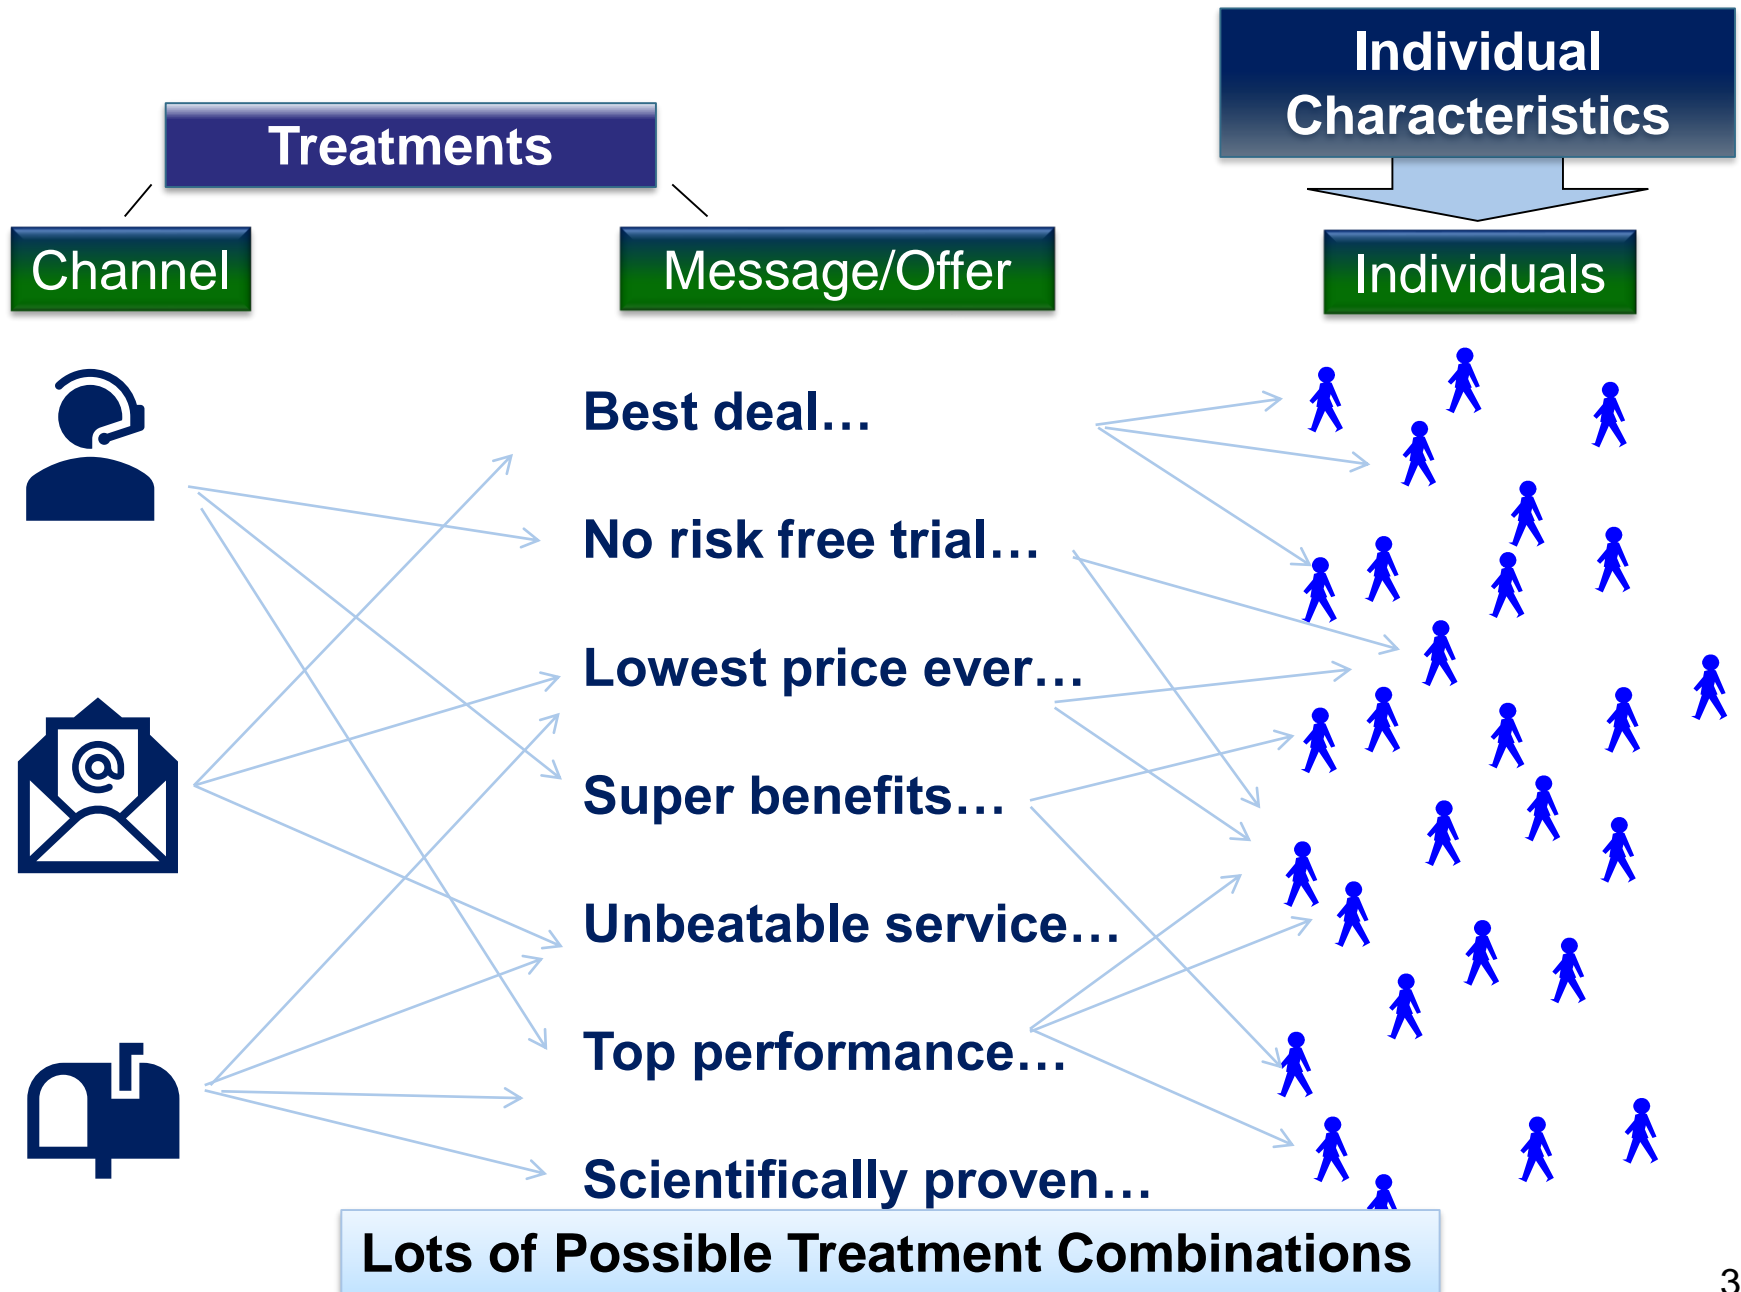 Individual
Characteristics
Treatments
Channel
Message/Offer
Individuals
Best deal…
No risk free trial…
Lowest price ever…
@
Super benefits…
Unbeatable service…
Top performance…
Scientifically proven…
Lots of Possible Treatment Combinations
3